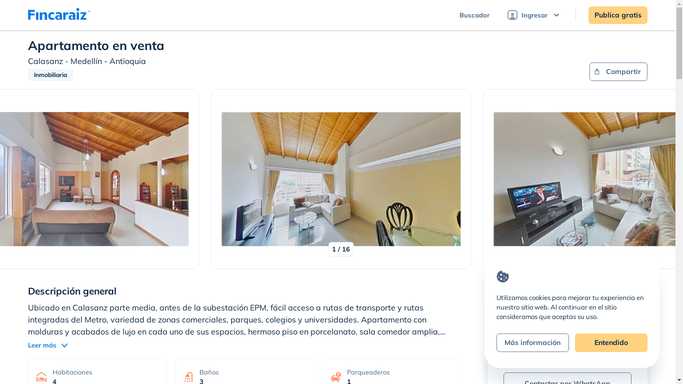 Fincaraiz
Buscador
Ingresar
Publica gratis
Apartamento en venta
Calasanz - Medellín - Antioquia
Inmobiliaria
Compartir
1 / 16
Descripción general
Ubicado en Calasanz parte media, antes de la subestación EPM, fácil acceso a rutas de transporte y rutas
integradas del Metro, variedad de zonas comerciales, parques, colegios y universidades. Apartamento con
molduras y acabados de lujo en cada uno de sus espacios, hermoso piso en porcelanato, sala comedor amplia,...
Leer más
Habitaciones
4
Baños
3
Parqueaderos
1
Utilizamos cookies para mejorar tu experiencia en
nuestro sitio web. Al continuar en el sitio
consideramos que aceptas su uso.
Más información
Entendido
Contactar por WhatsApp